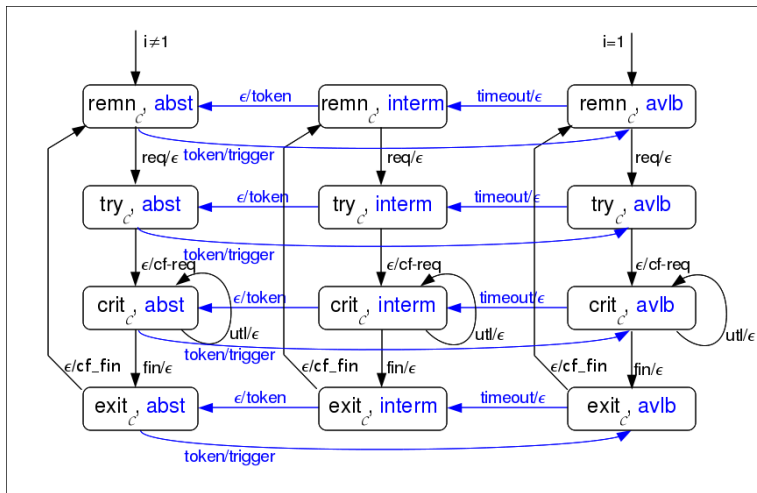 i≠1
i=1
remn C, abst
ϵ/token
remn C, interm
timeout/ϵ
remn C, avlb
req/ϵ
token/trigger
req/ϵ
req/ϵ
try C, abst
ϵ/token
try C, interm
timeout/ϵ
try C, avlb
token/trigger
ϵ/cf-req
ϵ/cf-req
ϵ/cf-req
crit C, abst
ϵ/token
crit C, interm
timeout/ϵ
crit C, avlb
utl/ϵ
utl/ϵ
utl/ϵ
token/trigger
ϵ/cf_fin
fin/ϵ
ϵ/cf_fin
fin/ϵ
ϵ/cf_fin
fin/ϵ
exit C, abst
ϵ/token
exit C, interm
timeout/ϵ
exit C, avlb
token/trigger